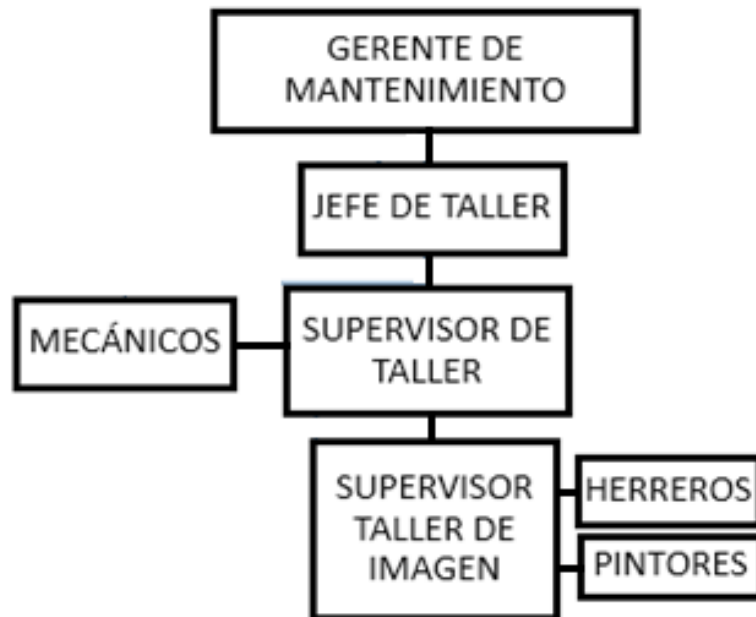 GERENTE DE
MANTENIMIENTO
JEFE DE TALLER
MECÁNICOS
SUPERVISOR DE
TALLER
SUPERVISOR
TALLER DE
IMAGEN
HERREROS
PINTORES